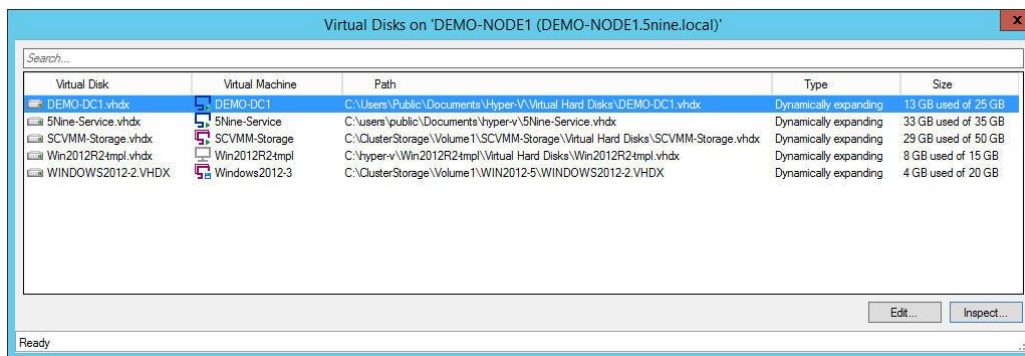 Virtual Disks on 'DEMO-NODE1 (DEMO-NODE1.5nine.local)'
x
Search...
Virtual Disk Virtual Machine Path Type Size
DEMO-DC1.vhdx DEMO-DC1 C:\Users\Public\Documents\Hyper-V\Virtual Hard Disks\DEMO-DC1.vhdx Dynamically expanding 13 GB used of 25 GB
5Nine-Service.vhdx 5Nine-Service C:\users\public\Documents\hyper-v\5Nine-Service.vhdx Dynamically expanding 33 GB used of 35 GB
SCVMM-Storage.vhdx SCVMM-Storage C:\ClusterStorage\Volume1\SCVMM-Storage\Virtual Hard Disks\SCVMM-Storage.vhdx Dynamically expanding 29 GB used of 50 GB
Win2012R2-tmpl.vhdx Win2012R2-tmpl C:\hyper-v\Win2012R2-tmpl\Virtual Hard Disks\Win2012R2-tmpl.vhdx Dynamically expanding 8 GB used of 15 GB
WINDOWS2012-2.VHDX Windows2012-3 C:\ClusterStorage\Volume1\WIN2012-5\WINDOWS2012-2.VHDX Dynamically expanding 4 GB used of 20 GB
Edit... Inspect...
Ready